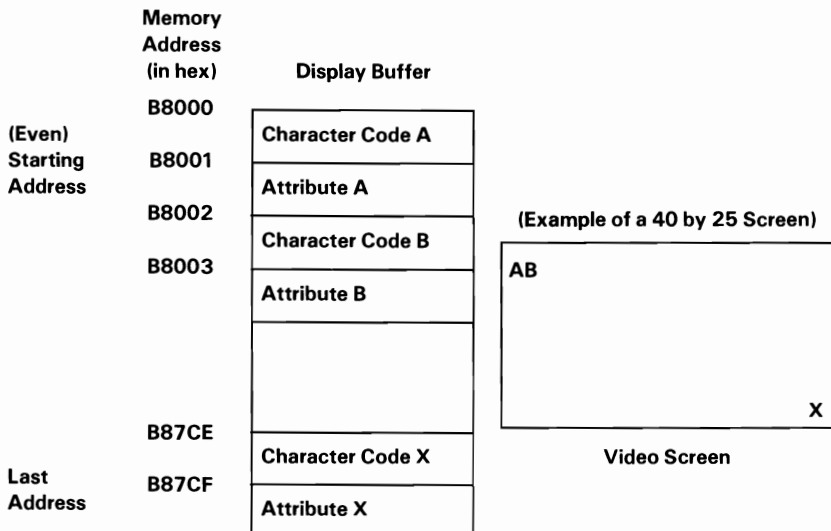 Memory
Address
(in hex)
Display Buffer
B8000
(Even)
Starting
Address
B8001
B8002
B8003
Character Code A
Attribute A
Character Code B
Attribute B
(Example of a 40 by 25 Screen)
AB
X
Video Screen
B87CE
Last
Address
B87CF
Character Code X
Attribute X